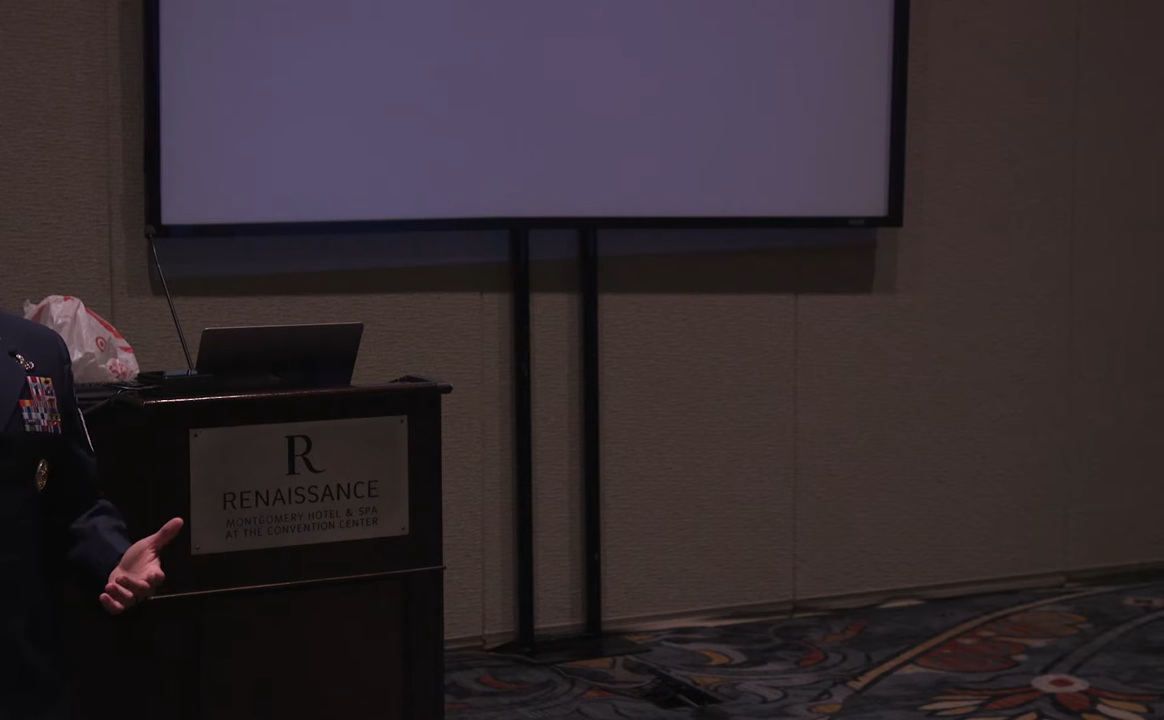 R
RENAISSANCE
MONTGOMERY HOTEL & SPA
AT THE CONVENTION CENTER